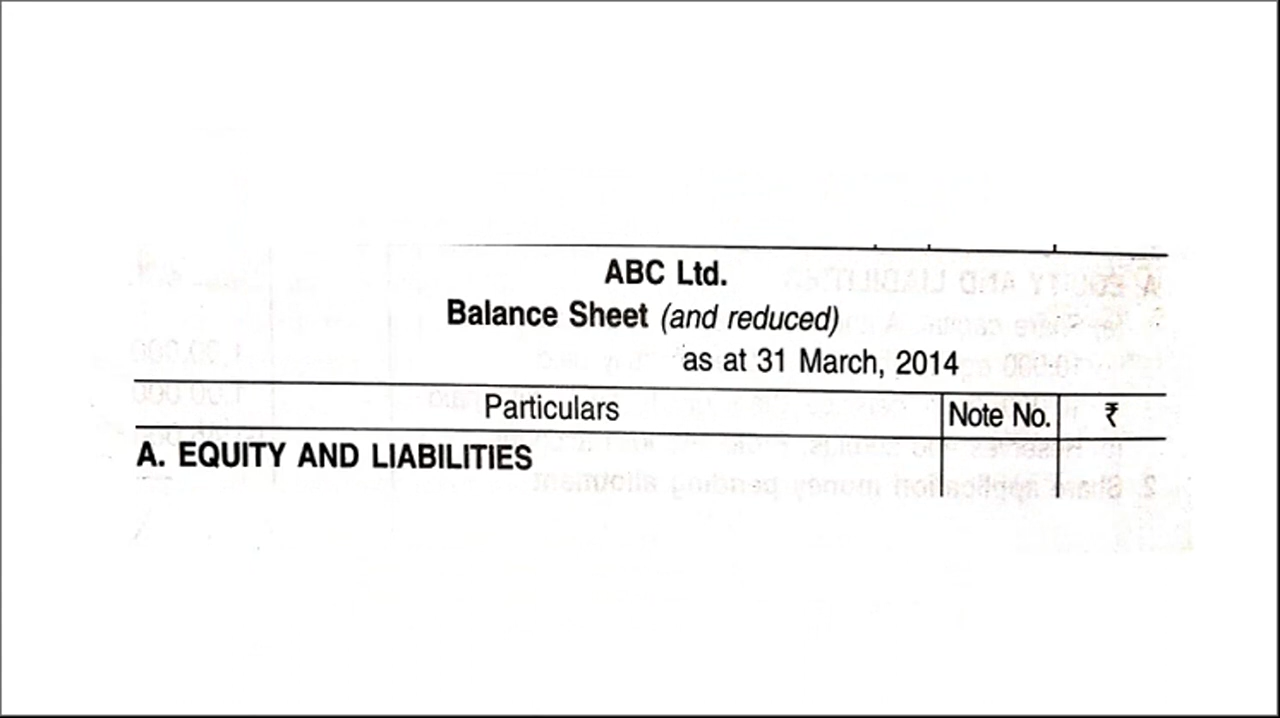 ABC Ltd.
Balance Sheet (and reduced)
as at 31 March, 2014
Particulars Note No. ₹
A. EQUITY AND LIABILITIES